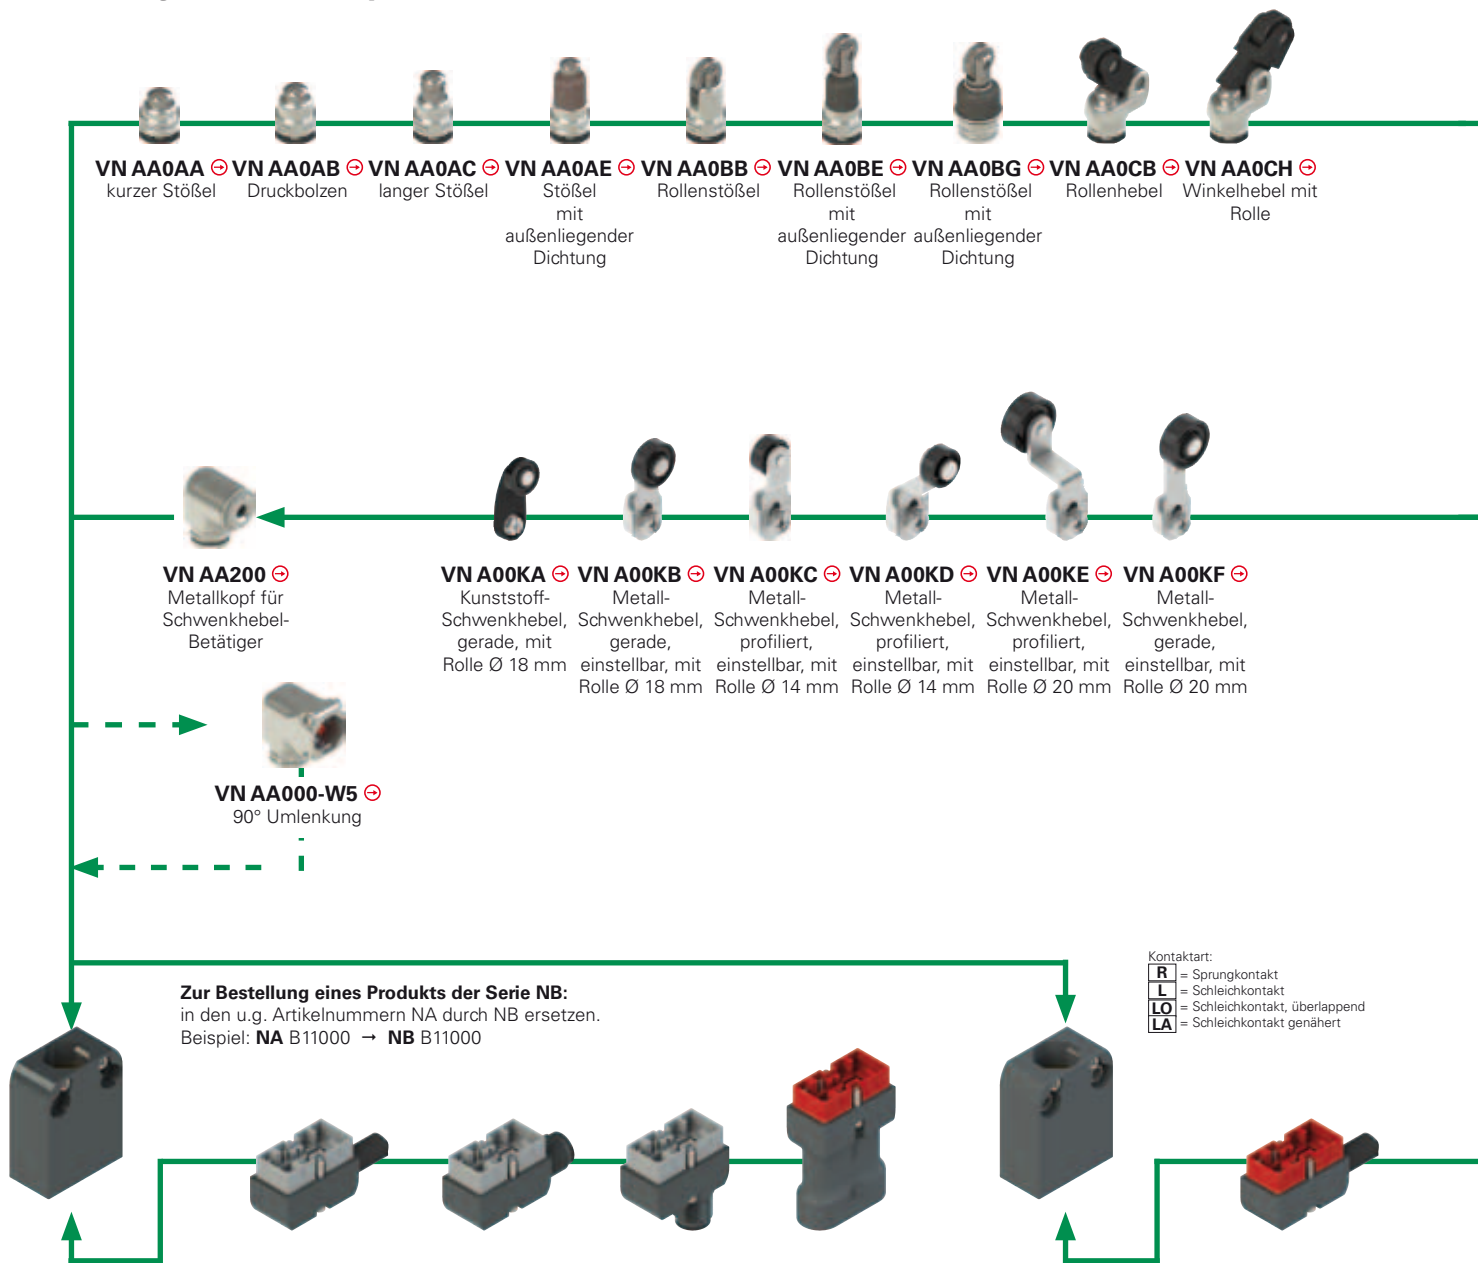 VN AA0AA
kurzer Stößel
VN AA0AB
Druckbolzen
VN AA0AC
langer Stößel
VN AA0AE
Stößel
mit
außenliegender
Dichtung
VN AA0BB
Rollenstößel
VN AA0BE
Rollenstößel
mit
außenliegender
Dichtung
VN AA0BG
Rollenstößel
mit
außenliegender
Dichtung
VN AA0CB
Rollenhebel
VN AA0CH
Winkelhebel mit
Rolle
VN AA200
Metallkopf für
Schwenkhebel-
Betätiger
VN A00KA
Kunststoff-
Schwenkhebel,
gerade, mit
Rolle Ø 18 mm
VN A00KB
Metall-
Schwenkhebel,
gerade,
einstellbar, mit
Rolle Ø 18 mm
VN A00KC
Metall-
Schwenkhebel,
profiliert,
einstellbar, mit
Rolle Ø 14 mm
VN A00KD
Metall-
Schwenkhebel,
profiliert,
einstellbar, mit
Rolle Ø 14 mm
VN A00KE
Metall-
Schwenkhebel,
profiliert,
einstellbar, mit
Rolle Ø 20 mm
VN A00KF
Metall-
Schwenkhebel,
gerade,
einstellbar, mit
Rolle Ø 20 mm
VN AA000-W5
90° Umlenkung
Zur Bestellung eines Produkts der Serie NB:
in den u.g. Artikelnummern NA durch NB ersetzen.
Beispiel: NA B11000 → NB B11000
Kontaktart:
R = Sprungkontakt
L = Schleichkontakt
LO = Schleichkontakt, überlappend
LA = Schleichkontakt genähert